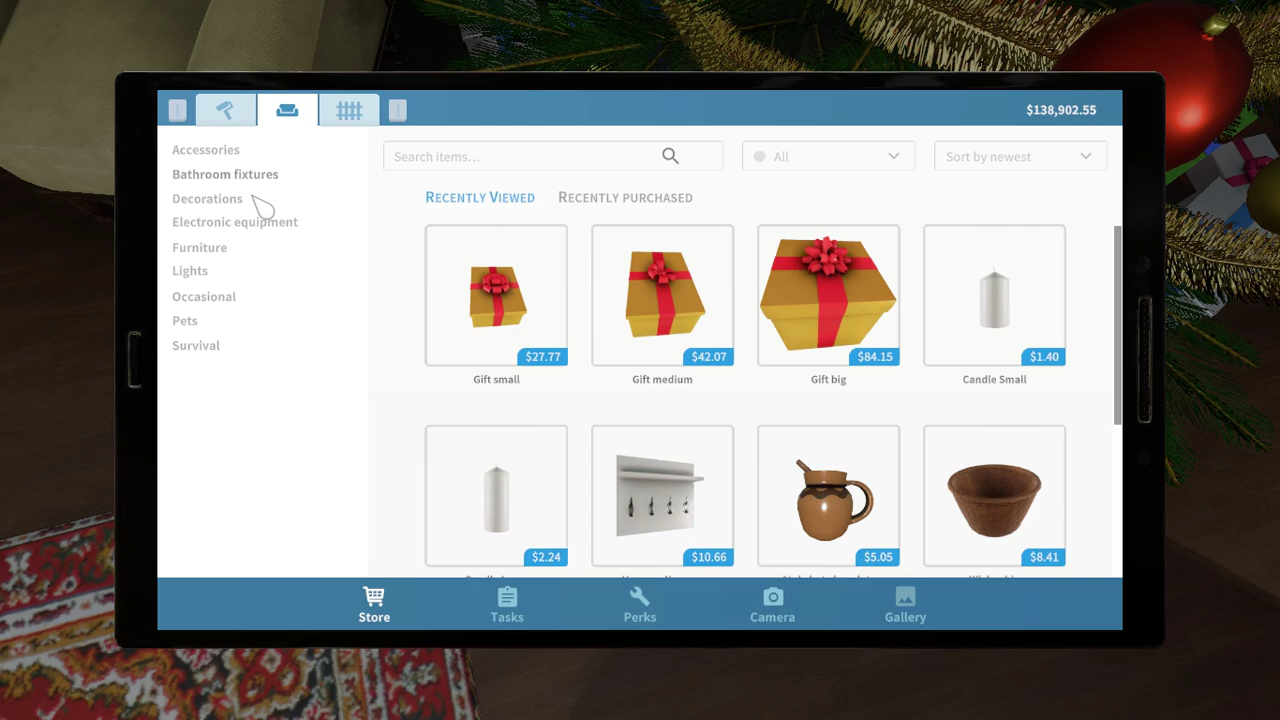 $138,902.55
Accessories
Bathroom fixtures
Decorations
Electronic equipment
Furniture
Lights
Occasional
Pets
Survival
Search items...
All
Sort by newest
RECENTLY VIEWED
RECENTLY PURCHASED
$27.77
$42.07
$84.15
$1.40
Gift small
Gift medium
Gift big
Candle Small
$2.24
$10.66
$5.05
$8.41
Store
Tasks
Perks
Camera
Gallery